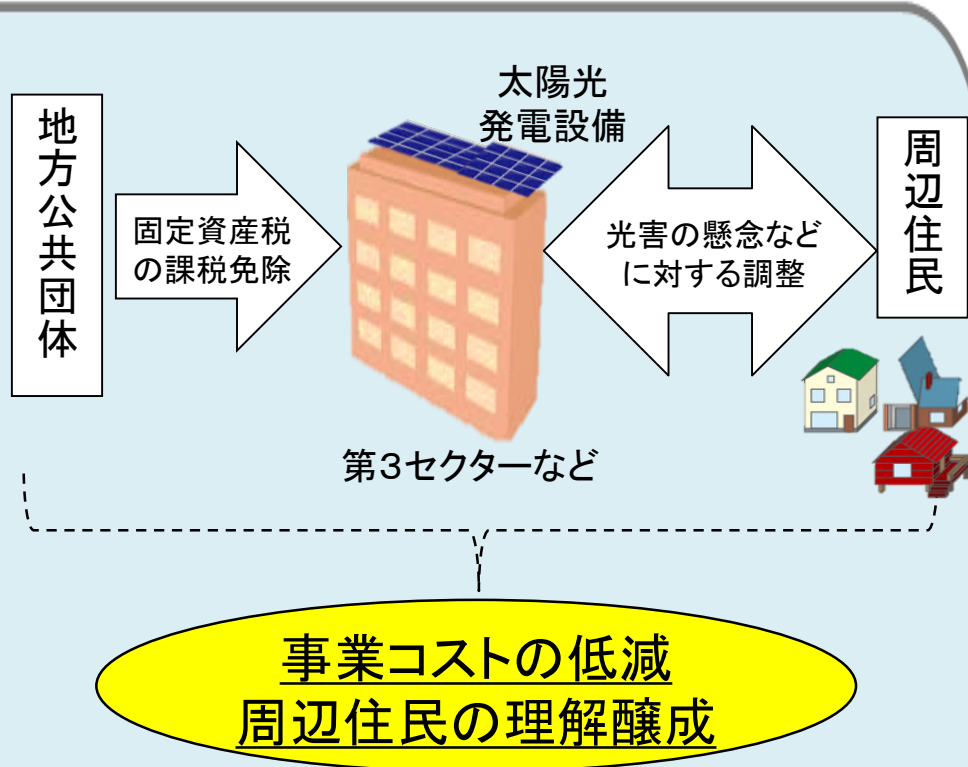 太陽光
発電設備
地方公共団体
固定資産税
の課税免除
光害の懸念など
に対する調整
周辺住民
第3セクターなど
事業コストの低減
周辺住民の理解醸成